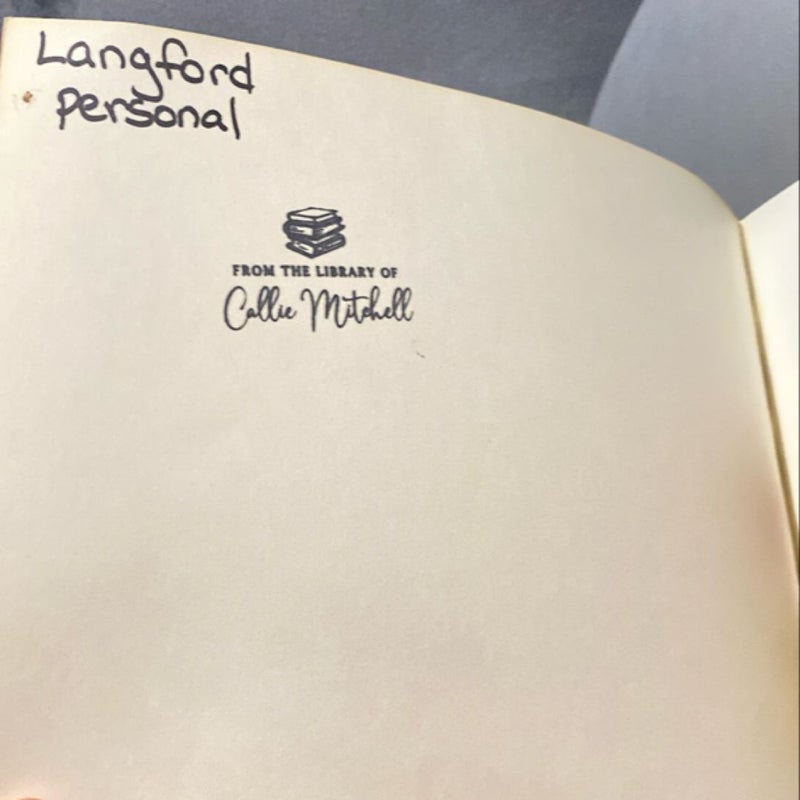 Langford
personal
FROM THE LIBRARY OF
Callie Mitchell